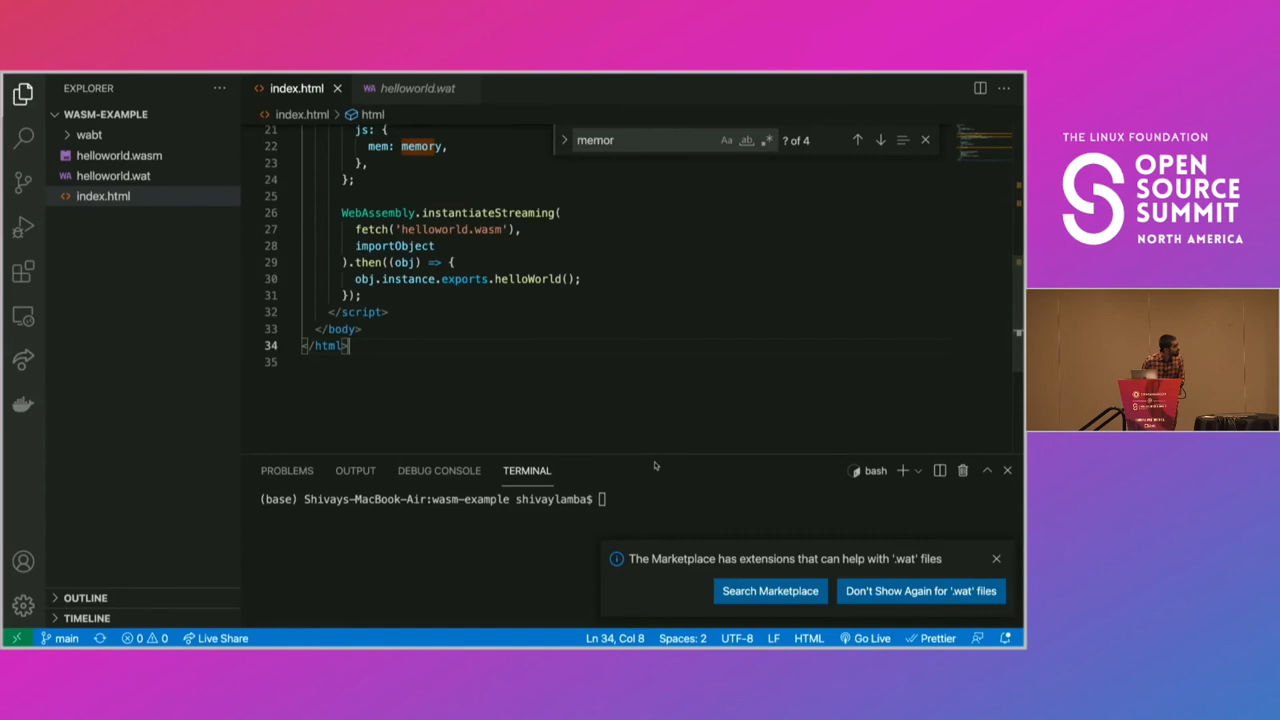 EXPLORER
WASM-EXAMPLE
wabt
helloworld.wasm
helloworld.wat
index.html
OUTLINE
TIMELINE
index.html
WA helloworld.wat
index.html > html
memor
Aa ab
? of 4
21 js: {
22 mem: memory,
23 },
24 };
25
26 WebAssembly.instantiateStreaming(
27 fetch('helloworld.wasm'),
28 importObject
29 ).then((obj) => {
30 obj.instance.exports.helloWorld();
31 });
32 </script>
33 </body>
34 </html>
35
PROBLEMS OUTPUT DEBUG CONSOLE TERMINAL
bash
(base) Shivays-MacBook-Air:wasm-example shivaylamba$
The Marketplace has extensions that can help with '.wat' files
Search Marketplace
Don't Show Again for '.wat' files
main 0 0 Live Share
Ln 34, Col 8 Spaces: 2 UTF-8 LF HTML Go Live Prettier
THE LINUX FOUNDATION
OPEN
SOURCE
SUMMIT
NORTH AMERICA